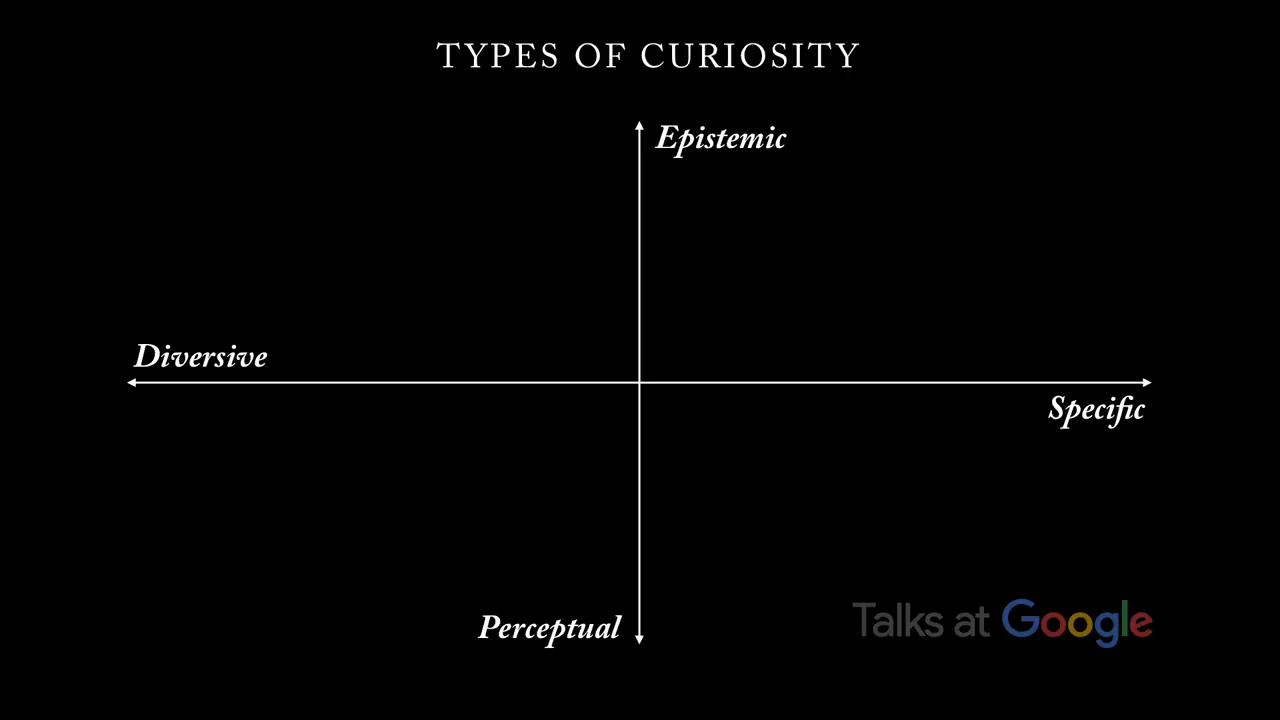 TYPES OF CURIOSITY
Epistemic
Diversive
Specific
Perceptual
Talks at Google